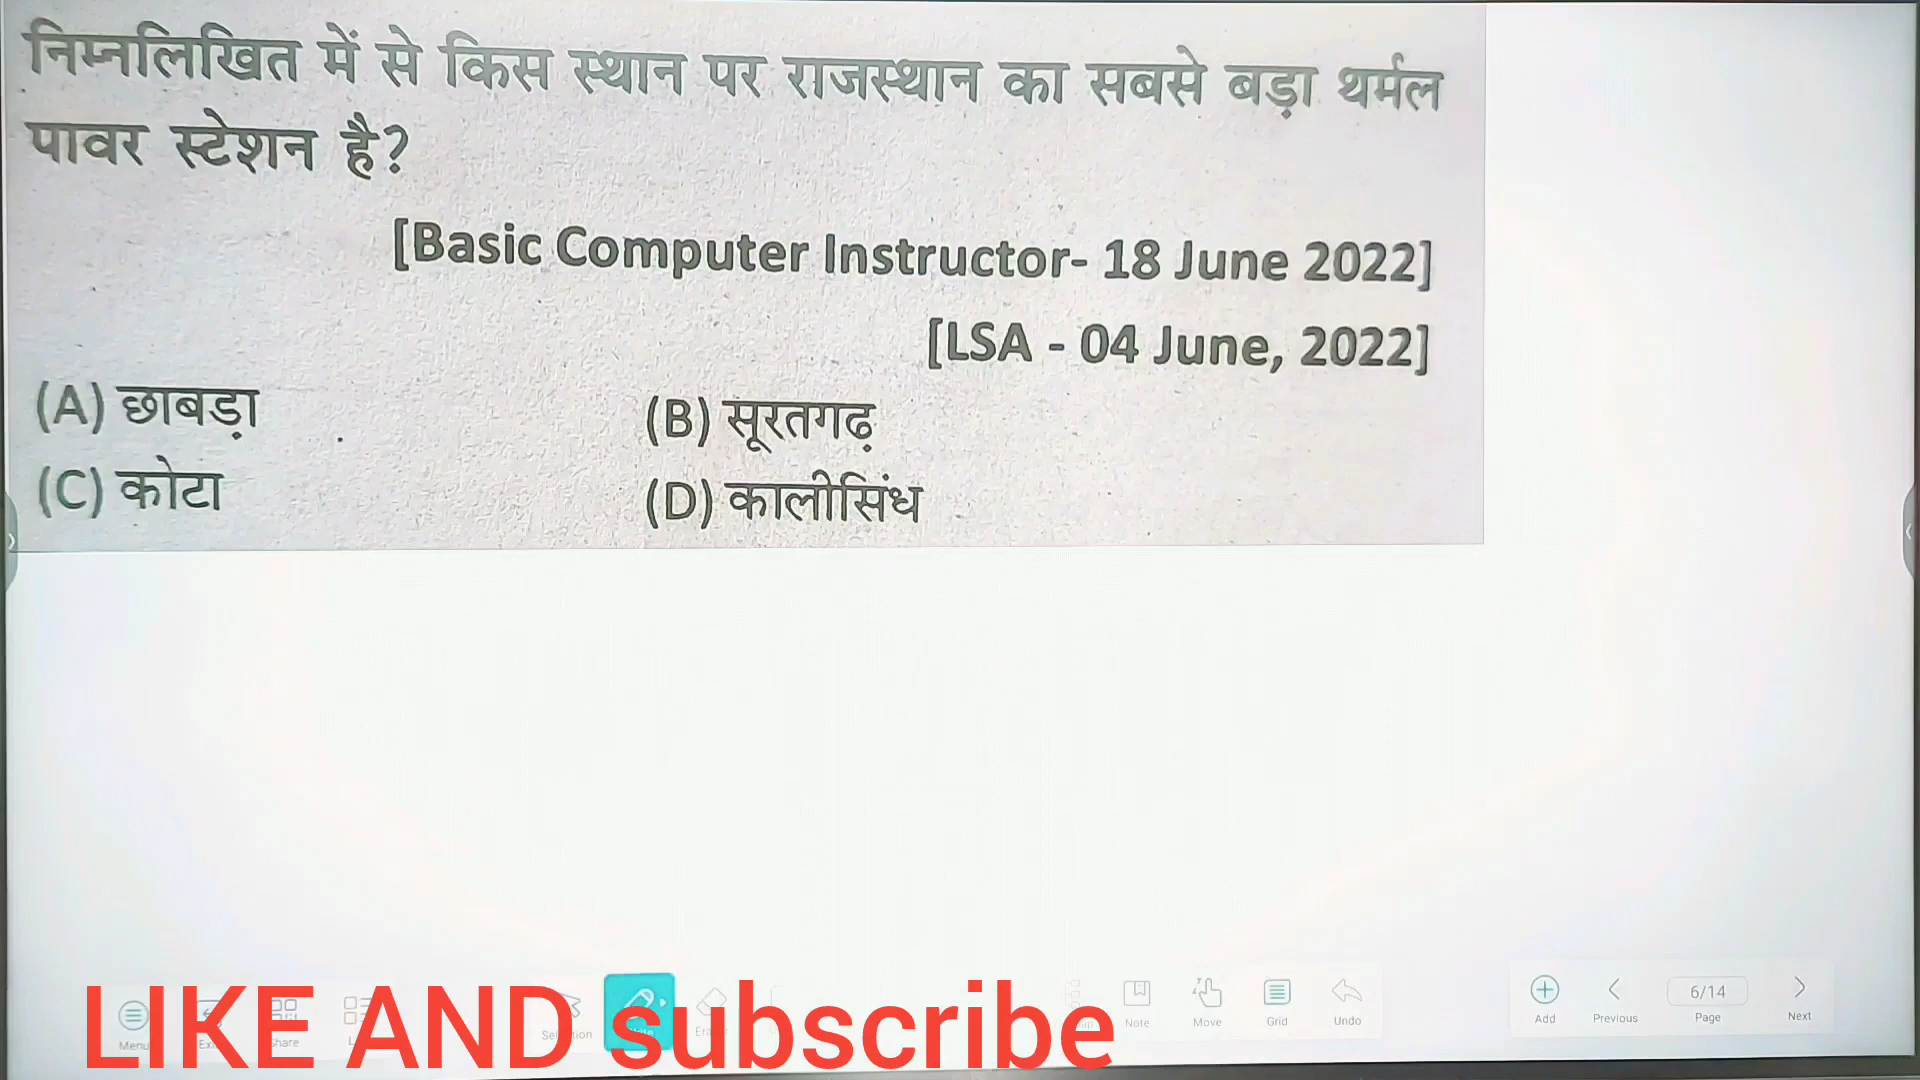 निम्नलिखित में से किस स्थान पर राजस्थान का सबसे बड़ा थर्मल
पावर स्टेशन है?
[Basic Computer Instructor- 18 June 2022]
[LSA - 04 June, 2022]
(A) छाबड़ा (B) सूरतगढ़
(C) कोटा (D) कालीसिंध
LIKE AND subscribe
Menu
Note Move Grid Undo
Add Previous 6/14 Page Next